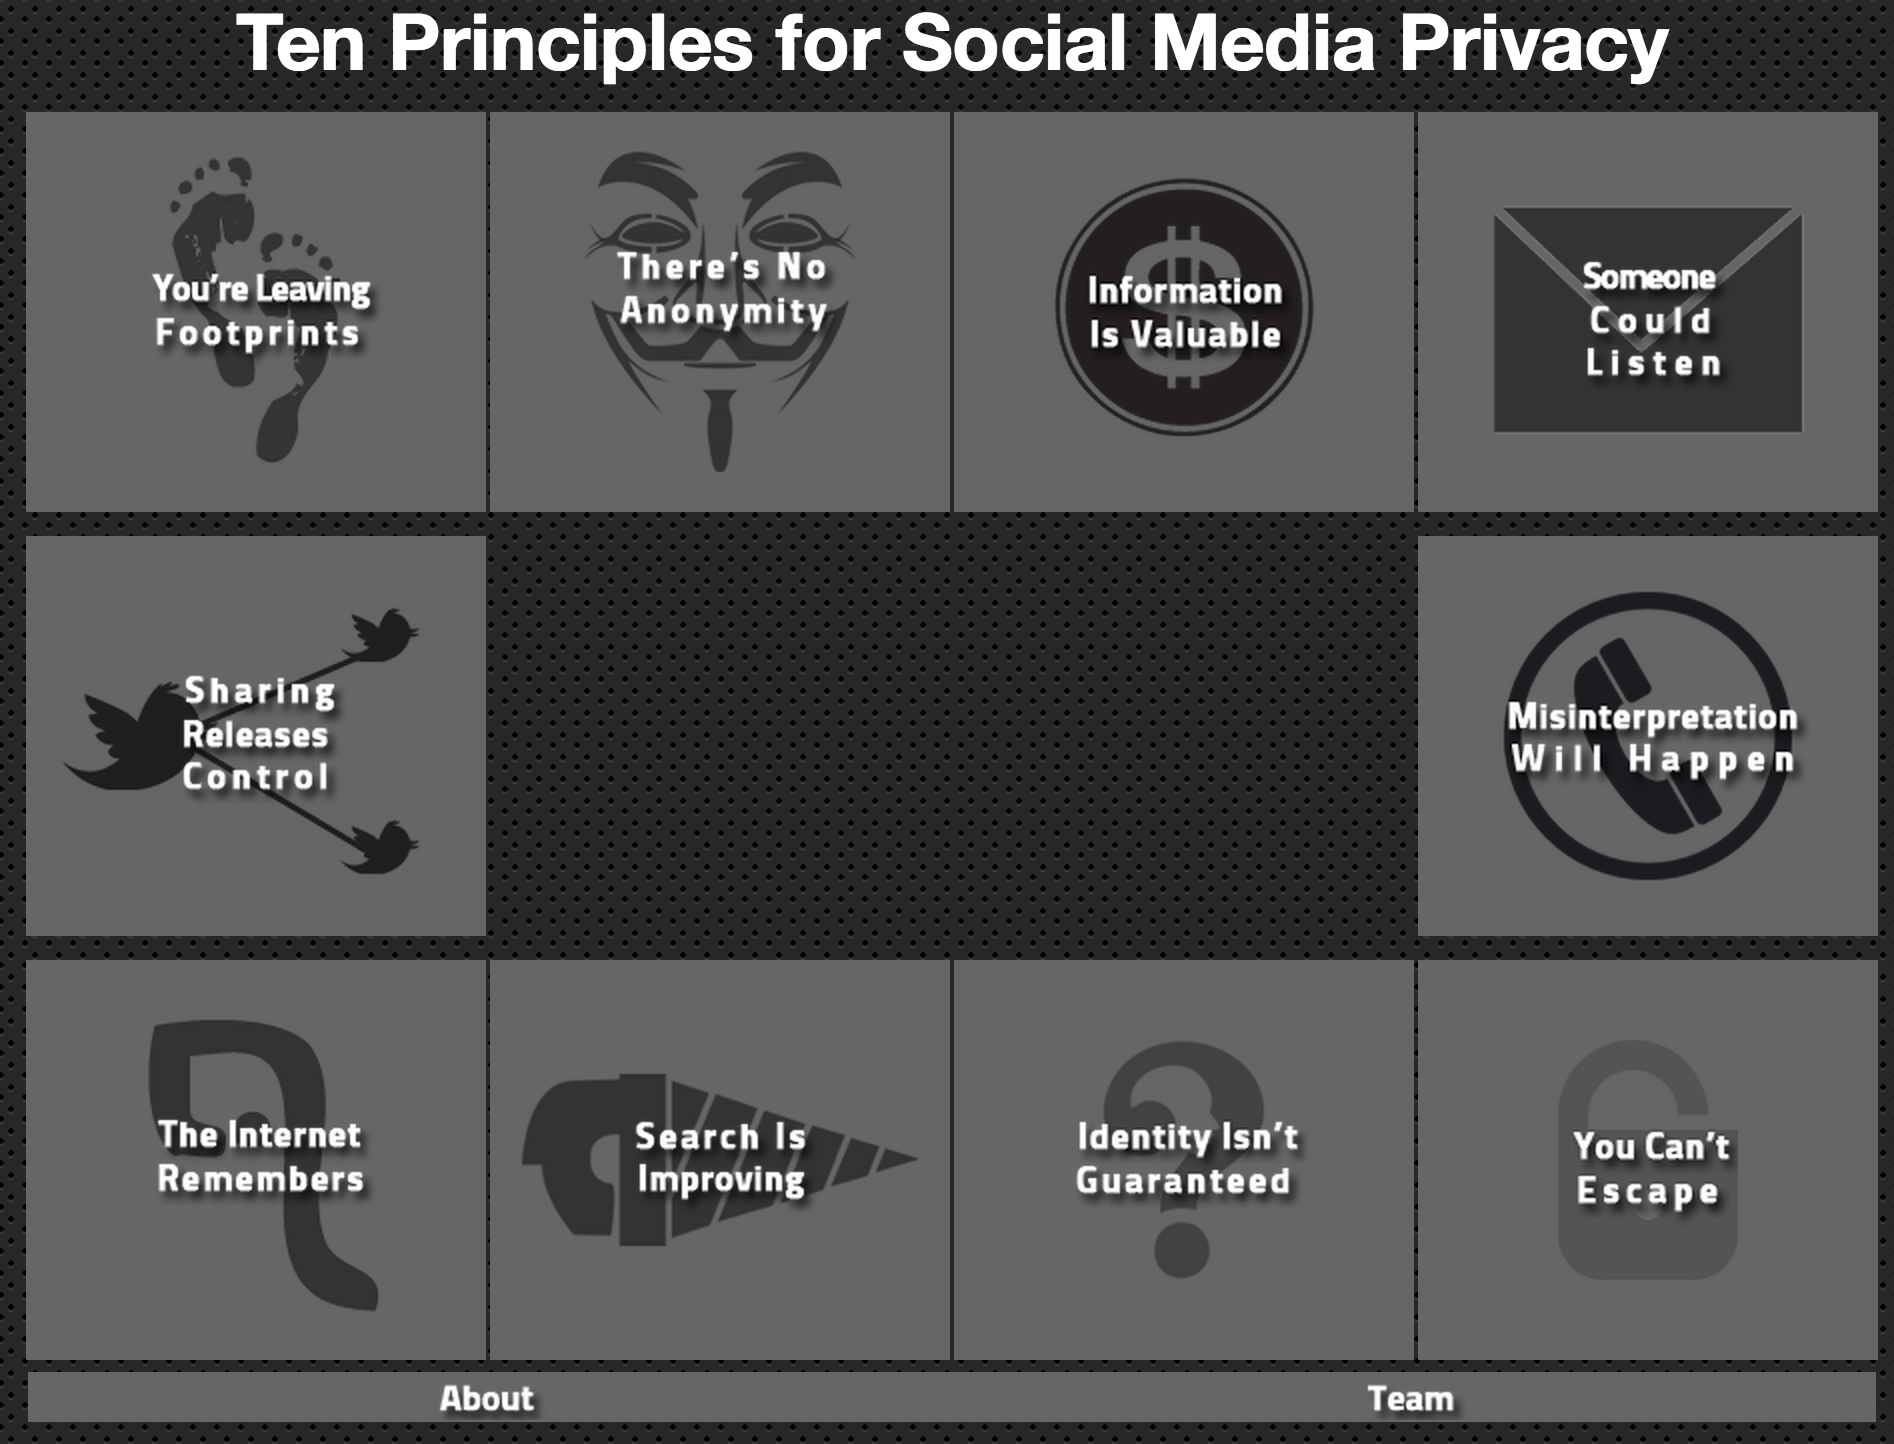 Ten Principles for Social Media Privacy
You're Leaving
Footprints
There's No
Anonymity
Information
Is Valuable
Someone
Could
Listen
Sharing
Releases
Control
Misinterpretation
Will Happen
The Internet
Remembers
Search Is
Improving
Identity Isn't
Guaranteed
You Can't
Escape
About
Team